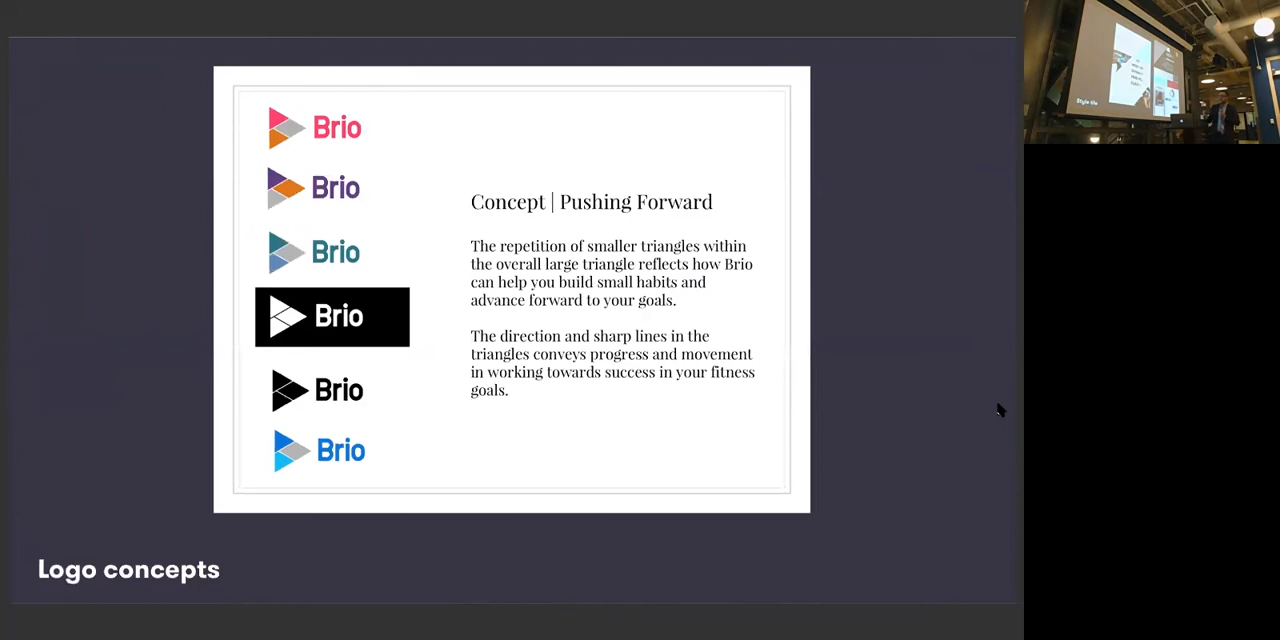 Brio
Brio
Brio
Brio
Brio
Brio
Concept | Pushing Forward
The repetition of smaller triangles within
the overall large triangle reflects how Brio
can help you build small habits and
advance forward to your goals.
The direction and sharp lines in the
triangles conveys progress and movement
in working towards success in your fitness
goals.
Logo concepts
Style tile